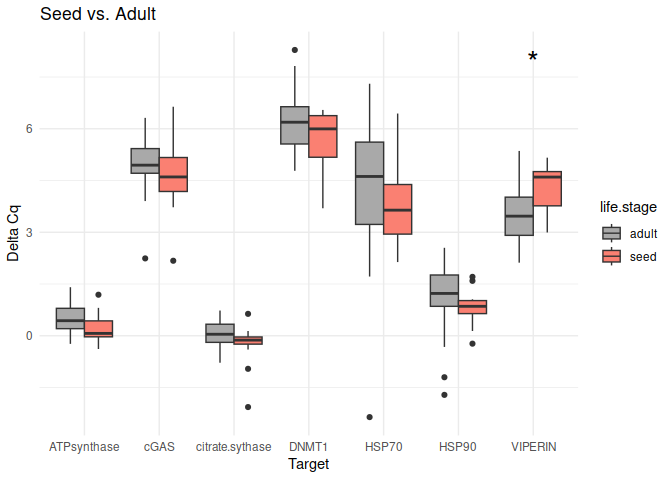 Seed vs. Adult
*
6
3
0
Delta Cq
ATPsynthase cGAS citrate.sythase DNMT1 HSP70 HSP90 VIPERIN
Target
life.stage
adult
seed